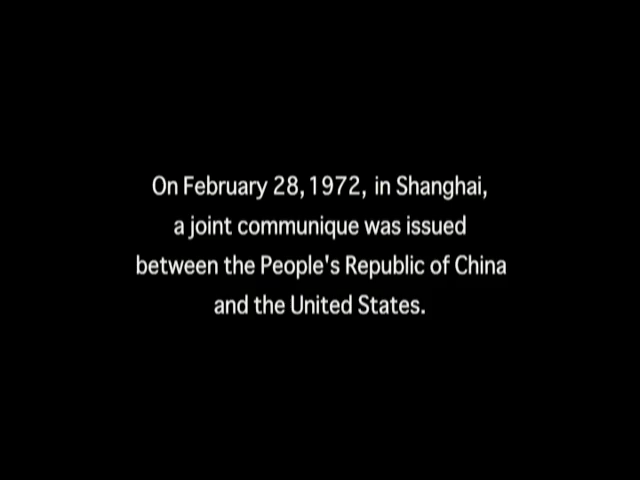 On February 28, 1972, in Shanghai,
a joint communique was issued
between the People's Republic of China
and the United States.